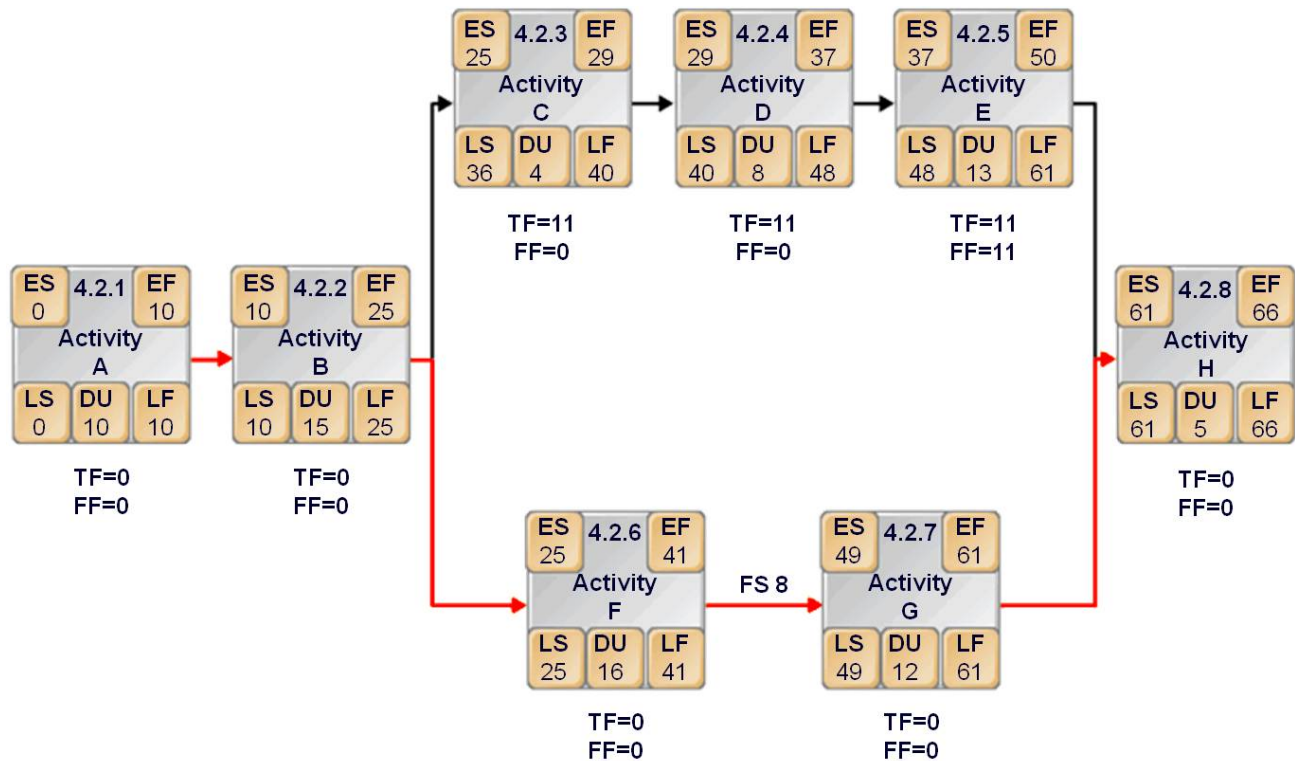 ES 4.2.3 EF
25 29
Activity
C
LS DU LF
36 4 40
TF=11
FF=0
ES 4.2.4 EF
29 37
Activity
D
LS DU LF
40 8 48
TF=11
FF=0
ES 4.2.5 EF
37 50
Activity
E
LS DU LF
48 13 61
TF=11
FF=11
ES 4.2.1 EF
0 10
Activity
A
LS DU LF
0 10 10
TF=0
FF=0
ES 4.2.2 EF
10 25
Activity
B
LS DU LF
10 15 25
TF=0
FF=0
ES 4.2.8 EF
61 66
Activity
H
LS DU LF
61 5 66
TF=0
FF=0
ES 4.2.6 EF
25 41
Activity
F
LS DU LF
25 16 41
TF=0
FF=0
FS 8
ES 4.2.7 EF
49 61
Activity
G
LS DU LF
49 12 61
TF=0
FF=0